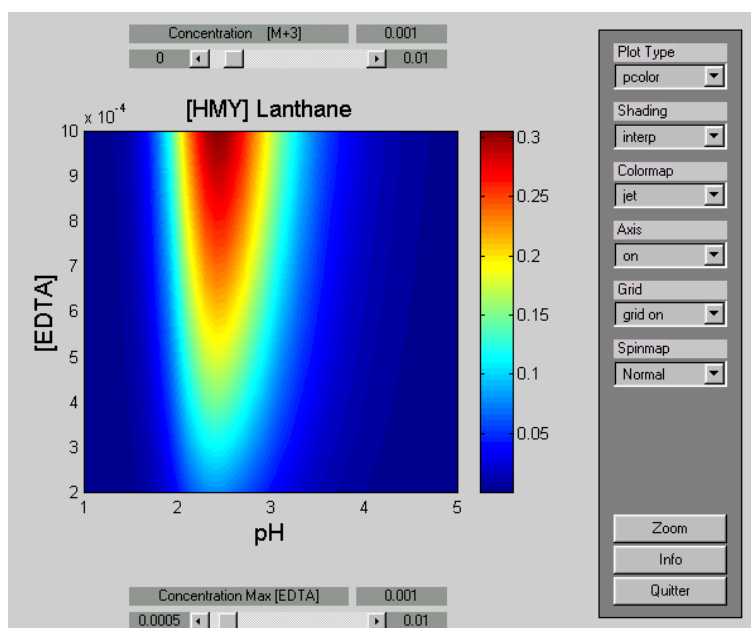 Concentration [M+3] 0.001
0 0.01
[HMY] Lanthane
x 10^-4
10
9
8
7
6
5
4
3
2
[EDTA]
1 2 3 4 5
pH
0.3
0.25
0.2
0.15
0.1
0.05
Concentration Max [EDTA] 0.001
0.0005 0.01
Plot Type
pcolor
Shading
interp
Colormap
jet
Axis
on
Grid
grid on
Spinmap
Normal
Zoom
Info
Quitter